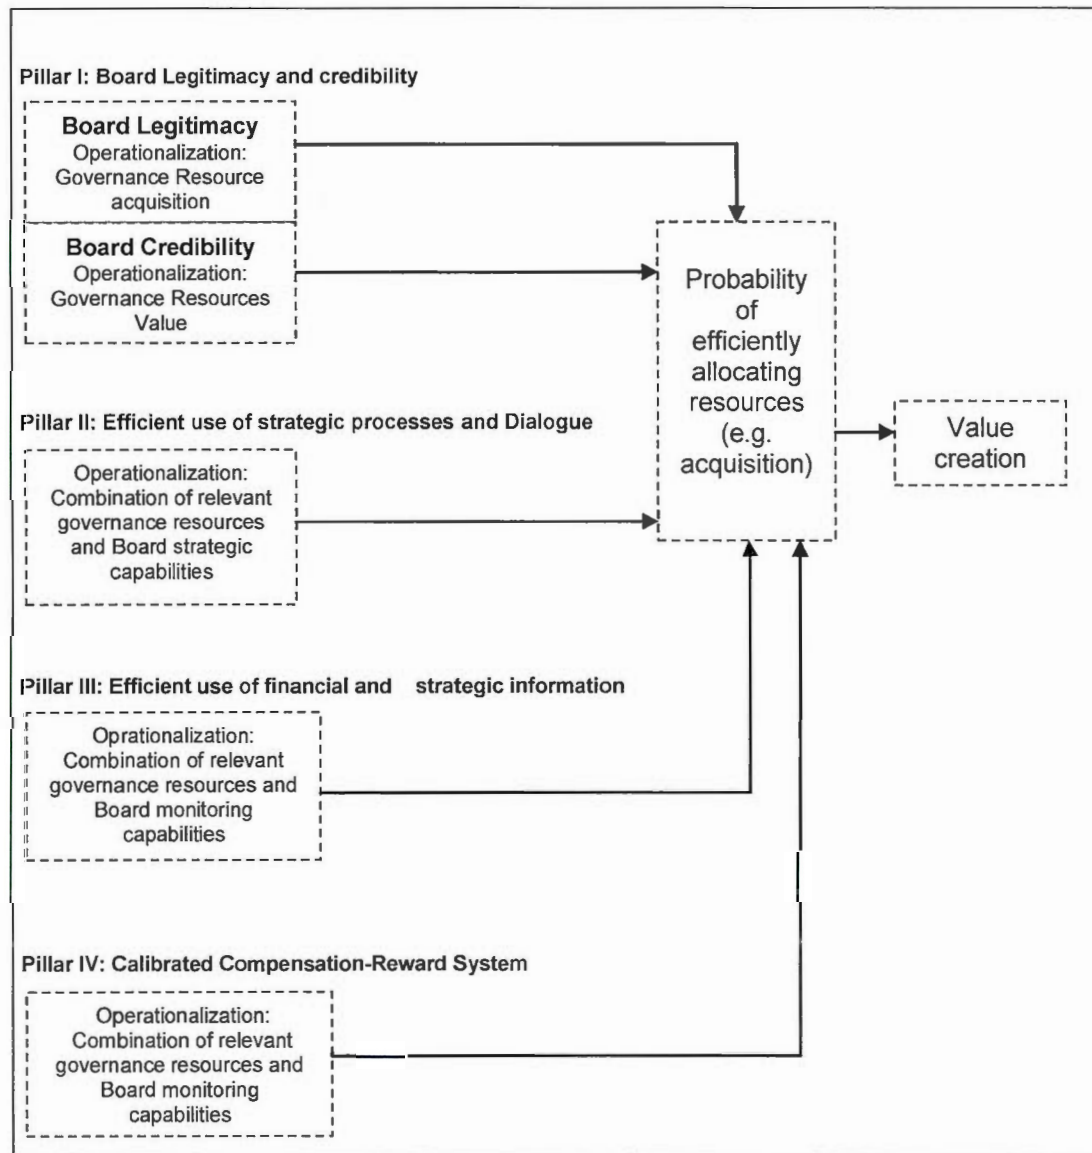 Pillar I: Board Legitimacy and credibility
Board Legitimacy
Operationalization:
Governance Resource
acquisition
Board Credibility
Operationalization:
Governance Resources
Value
Probability
of
efficiently
allocating
resources
(e.g.
acquisition)
Value
creation
Pillar II: Efficient use of strategic processes and Dialogue
Operationalization:
Combination of relevant
governance resources
and Board strategic
capabilities
Pillar III: Efficient use of financial and strategic information
Oprationalization:
Combination of relevant
governance resources and
Board monitoring
capabilities
Pillar IV: Calibrated Compensation-Reward System
Operationalization:
Combination of relevant
governance resources and
Board monitoring
capabilities